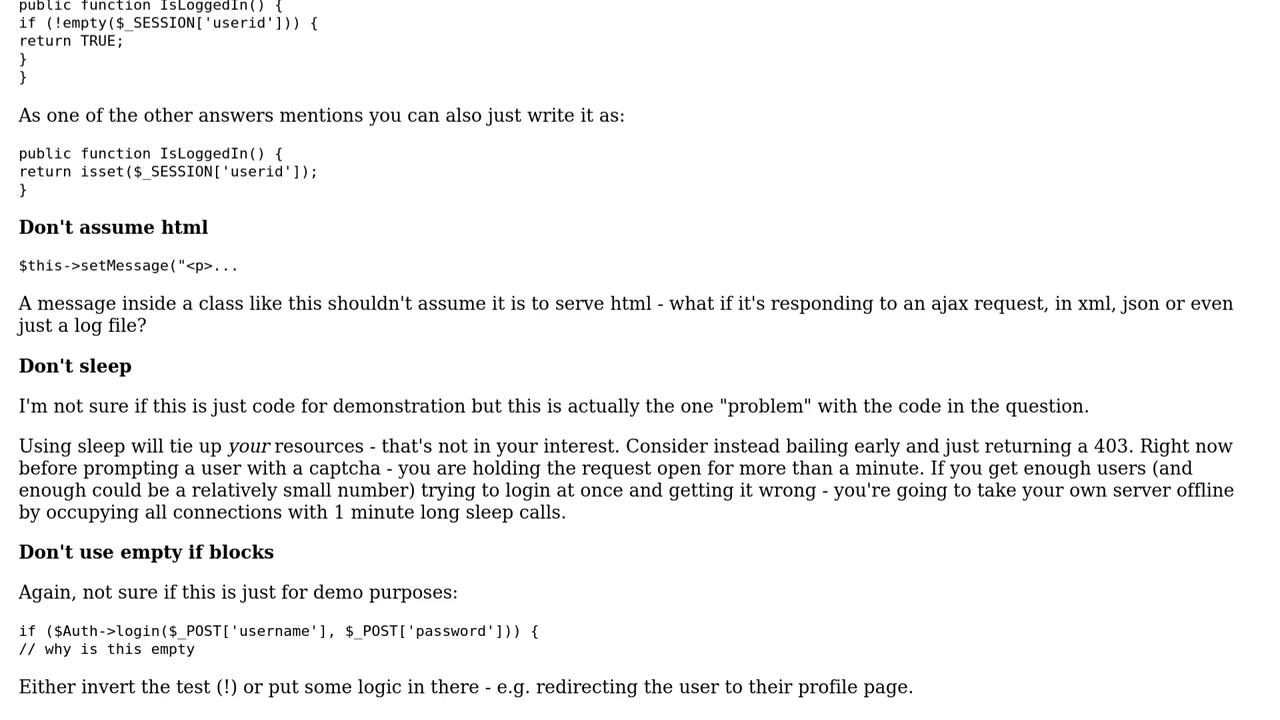 public function IsLoggedIn() {
if (!empty($_SESSION['userid'])) {
return TRUE;
}
}
As one of the other answers mentions you can also just write it as:
public function IsLoggedIn() {
return isset($_SESSION['userid']);
}
Don't assume html
$this->setMessage("<p>...
A message inside a class like this shouldn't assume it is to serve html - what if it's responding to an ajax request, in xml, json or even
just a log file?
Don't sleep
I'm not sure if this is just code for demonstration but this is actually the one "problem" with the code in the question.
Using sleep will tie up your resources - that's not in your interest. Consider instead bailing early and just returning a 403. Right now
before prompting a user with a captcha - you are holding the request open for more than a minute. If you get enough users (and
enough could be a relatively small number) trying to login at once and getting it wrong - you're going to take your own server offline
by occupying all connections with 1 minute long sleep calls.
Don't use empty if blocks
Again, not sure if this is just for demo purposes:
if ($Auth->login($_POST['username'], $_POST['password'])) {
// why is this empty
Either invert the test (!) or put some logic in there - e.g. redirecting the user to their profile page.